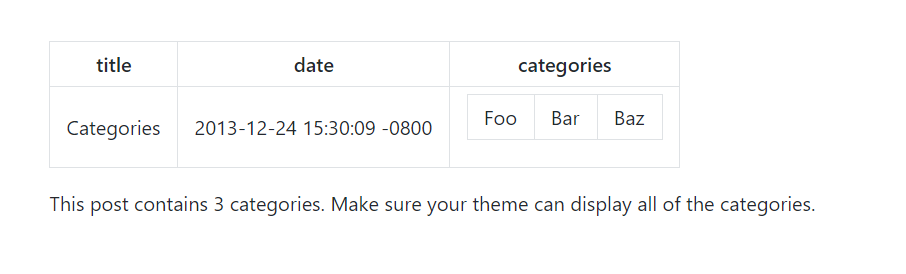 title date categories
Categories 2013-12-24 15:30:09 -0800 Foo Bar Baz
This post contains 3 categories. Make sure your theme can display all of the categories.